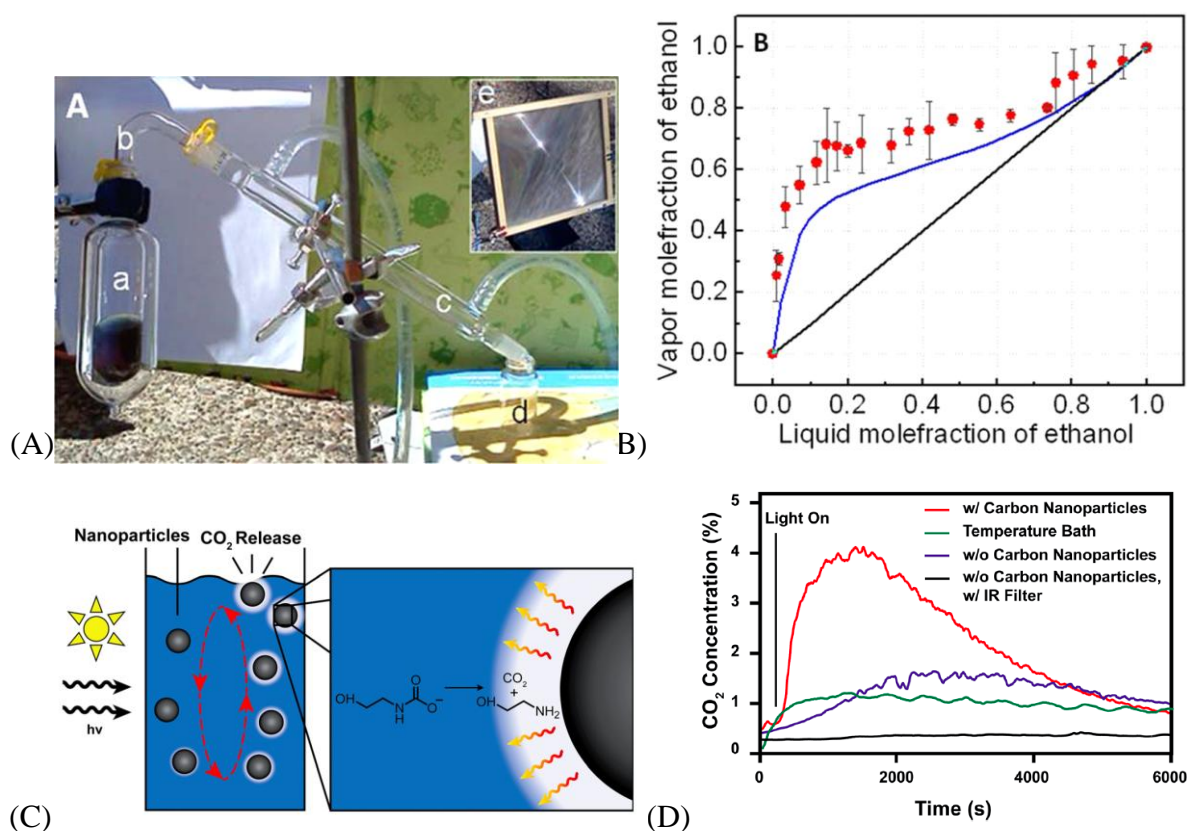 A
b
a
c
d
e
(A)
B
Vapor molefraction of ethanol
1.0
0.8
0.6
0.4
0.2
0.0
0.0 0.2 0.4 0.6 0.8 1.0
Liquid molefraction of ethanol
B)
Nanoparticles
CO2 Release
hν
HO
N
H
O
O-
CO2
+
HO
NH2
(C)
CO2 Concentration (%)
5
4
3
2
1
0
Light On
w/ Carbon Nanoparticles
Temperature Bath
w/o Carbon Nanoparticles
w/o Carbon Nanoparticles,
w/ IR Filter
0 2000 4000 6000
Time (s)
(D)